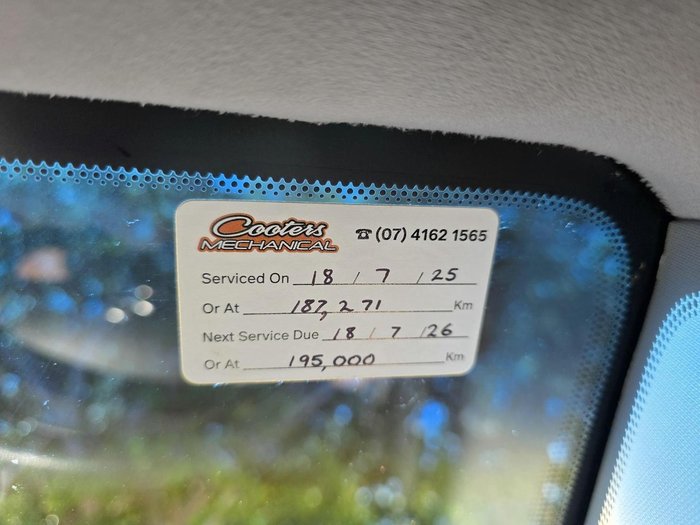 Cooters
MECHANICAL
☎ (07) 4162 1565
Serviced On 18 / 7 / 25
Or At 187,271 Km
Next Service Due 18 / 7 / 26
Or At 195,000 Km